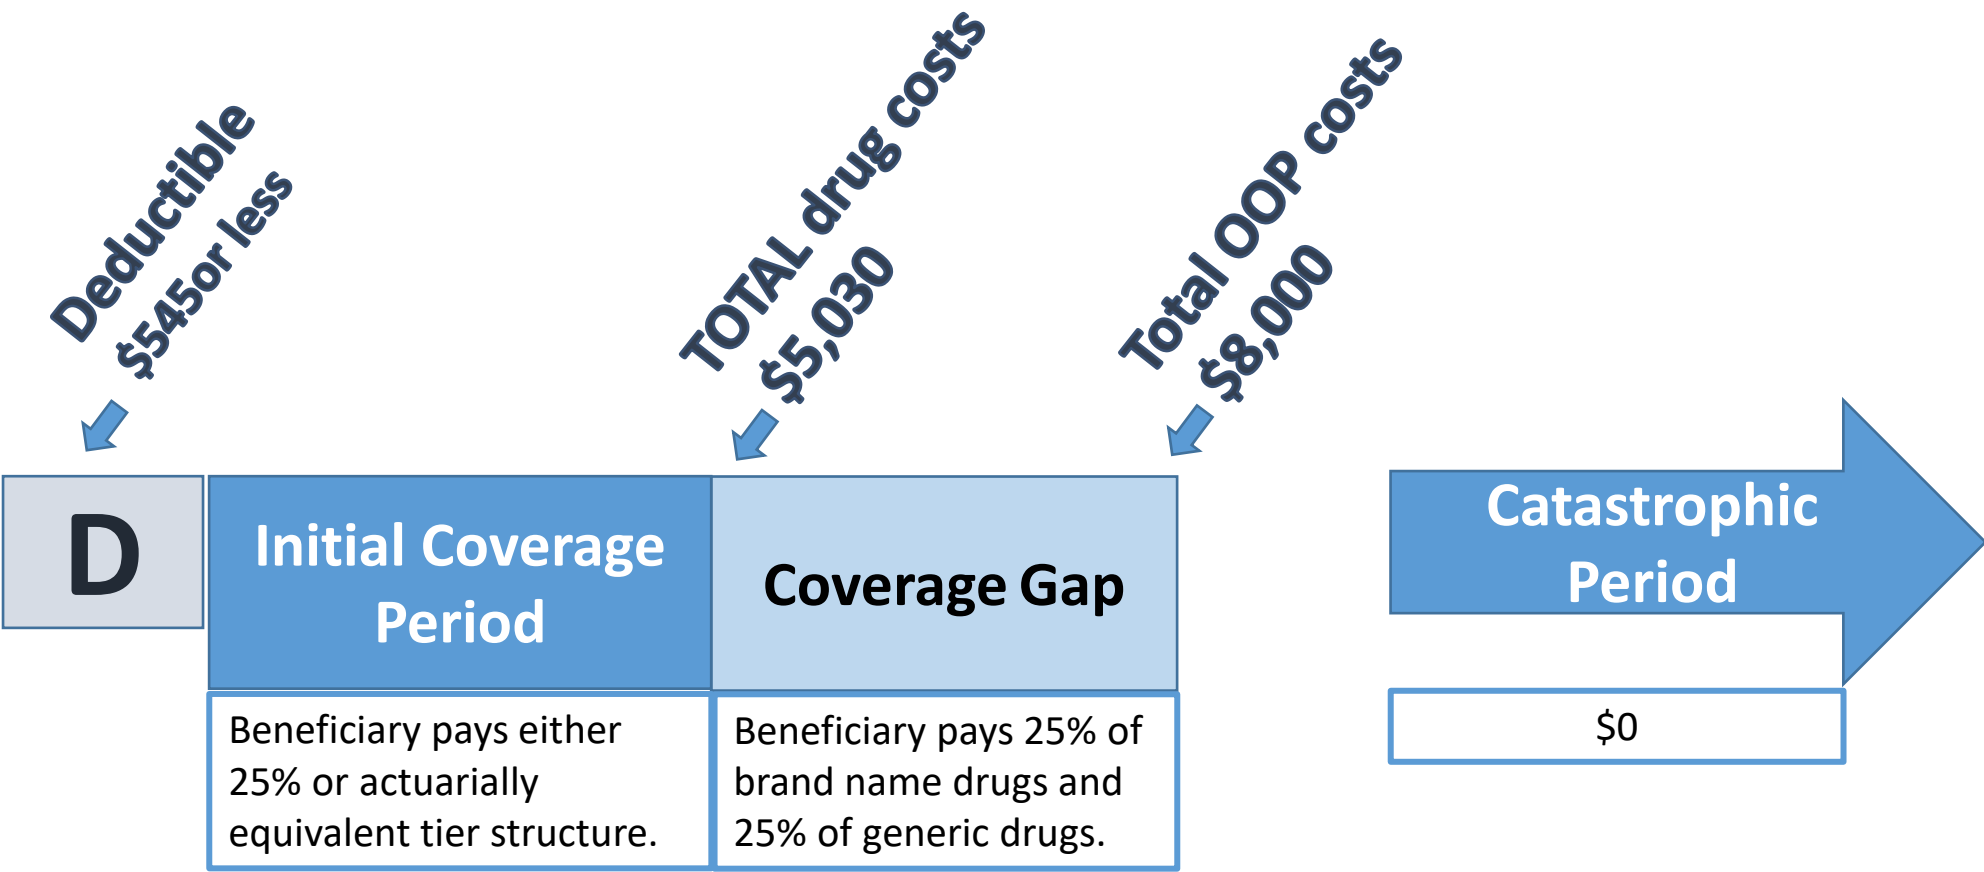 Deductible
$545or less
TOTAL drug costs
$5,030
Total OOP costs
$8,000
D
Initial Coverage
Period
Coverage Gap
Catastrophic
Period
Beneficiary pays either
25% or actuarially
equivalent tier structure.
Beneficiary pays 25% of
brand name drugs and
25% of generic drugs.
$0